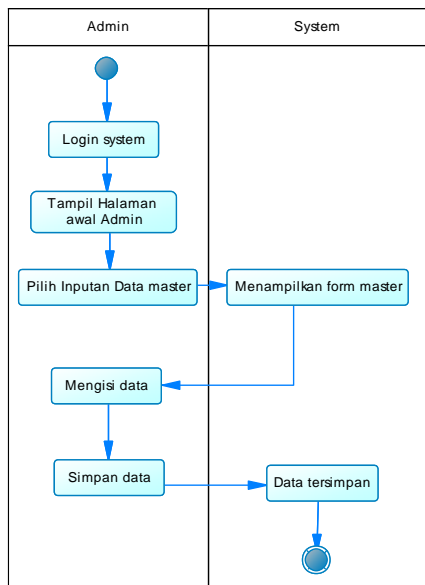 Admin
System
Login system
Tampil Halaman
awal Admin
Pilih Inputan Data master
Menampilkan form master
Mengisi data
Simpan data
Data tersimpan